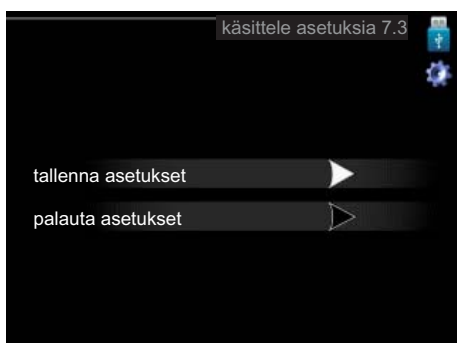 käsittele asetuksia 7.3
tallenna asetukset
palauta asetukset